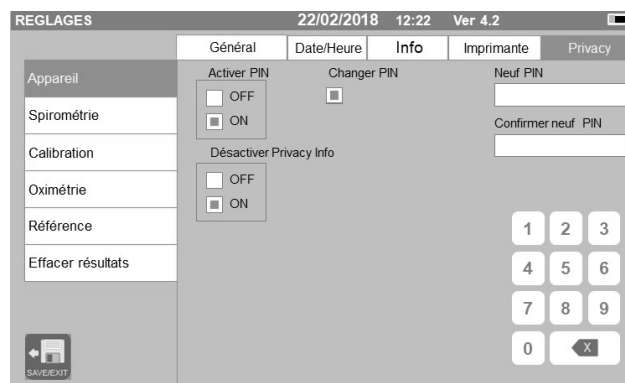 REGLAGES 22/02/2018 12:22 Ver 4.2
Général Date/Heure Info Imprimante Privacy
Appareil
Spirométrie
Calibration
Oximétrie
Référence
Effacer résultats
Activer PIN Changer PIN Neuf PIN
OFF
ON
Confirmer neuf PIN
Désactiver Privacy Info
OFF
ON
1 2 3
4 5 6
7 8 9
0 X
SAVE/EXIT